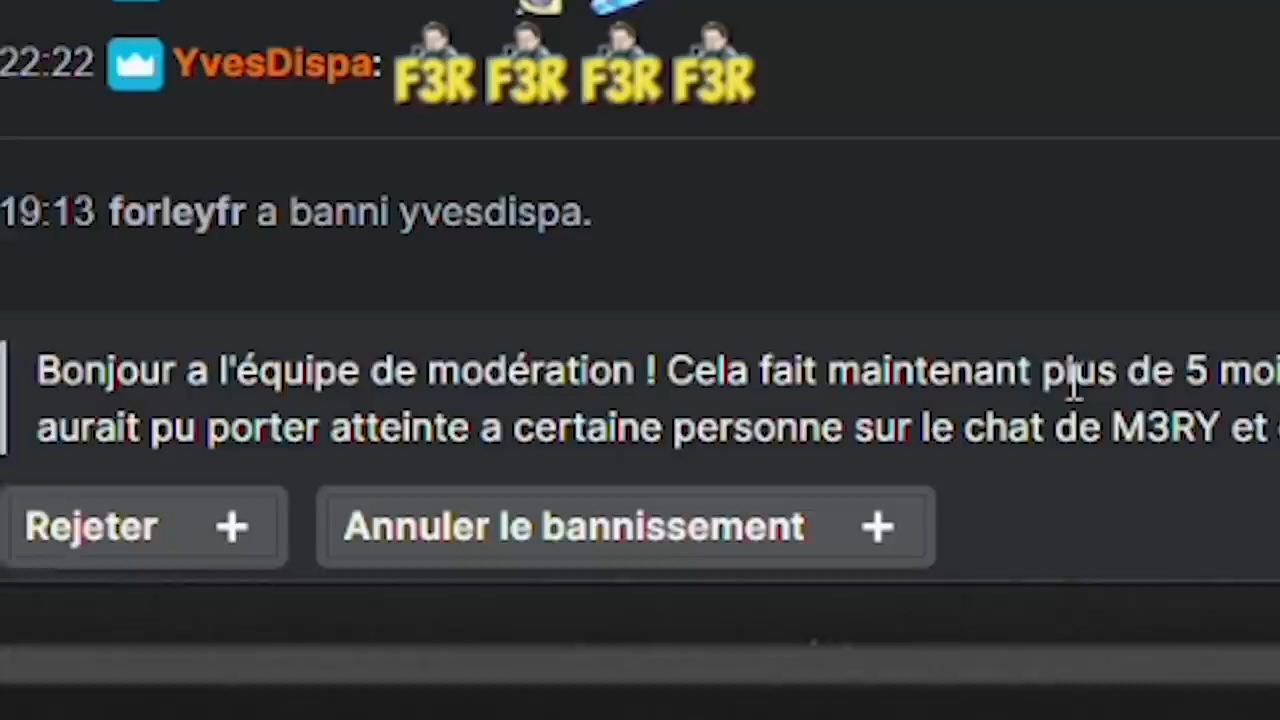 22:22 YvesDispa: F3R F3R F3R F3R
19:13 forleyfr a banni yvesdispa.
Bonjour a l'équipe de modération ! Cela fait maintenant plus de 5 moi
aurait pu porter atteinte a certaine personne sur le chat de M3RY et
Rejeter +
Annuler le bannissement +